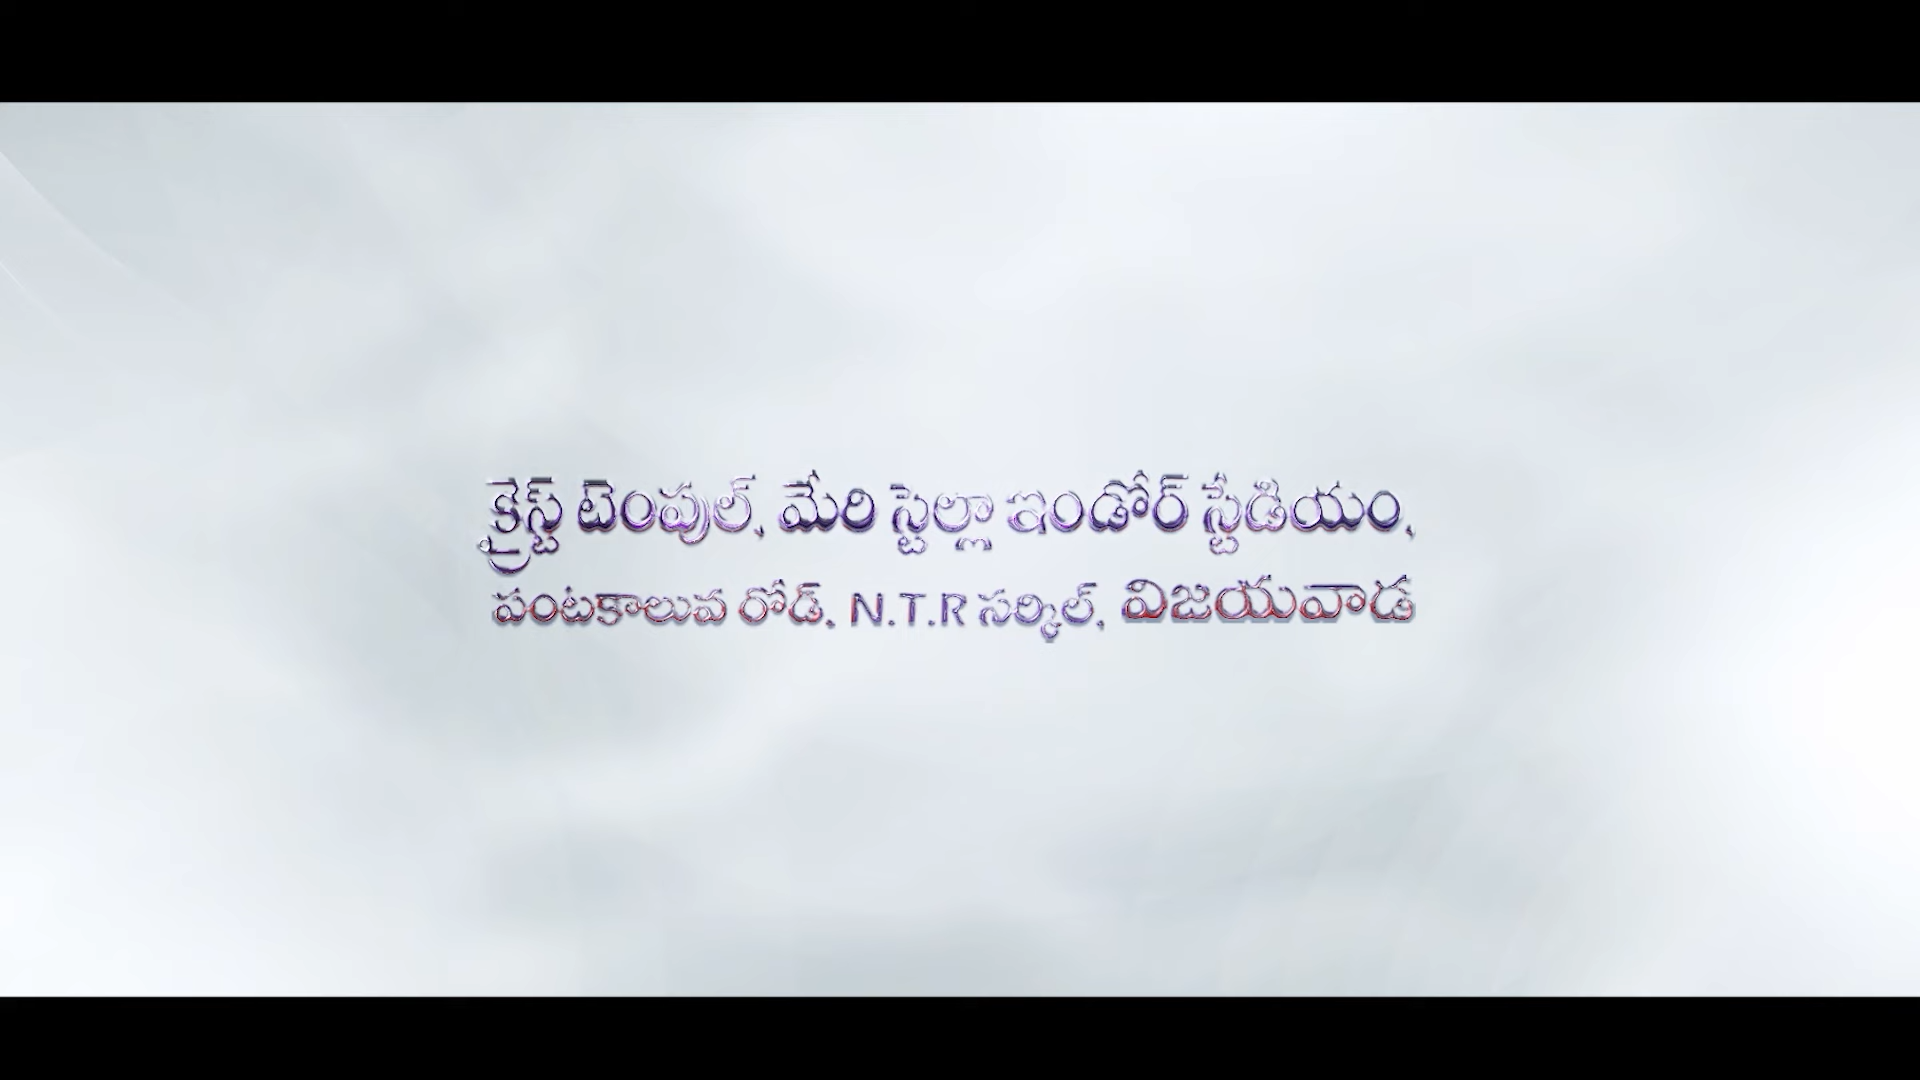 క్రైస్ట్ టెంపుల్, మేరి స్టెల్లా ఇండోర్ స్టేడియం,
పంటకాలువ రోడ్, N.T.R సర్కిల్, విజయవాడ